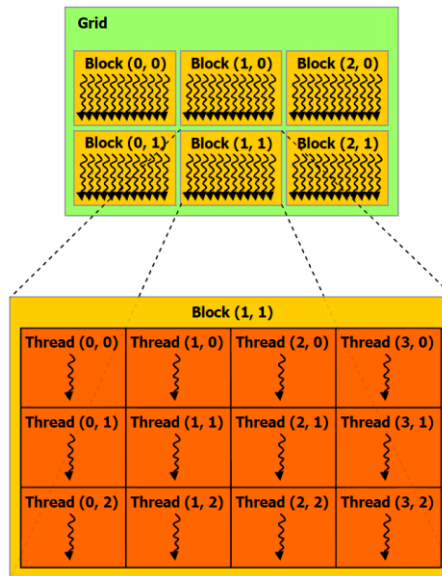 Grid
Block (0, 0) Block (1, 0) Block (2, 0)
Block (0, 1) Block (1, 1) Block (2, 1)
Block (1, 1)
Thread (0, 0) Thread (1, 0) Thread (2, 0) Thread (3, 0)
Thread (0, 1) Thread (1, 1) Thread (2, 1) Thread (3, 1)
Thread (0, 2) Thread (1, 2) Thread (2, 2) Thread (3, 2)